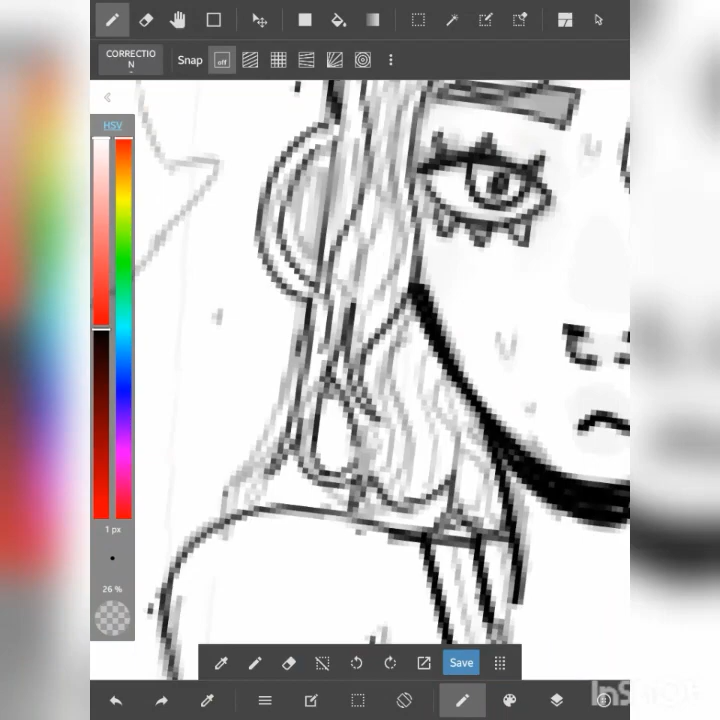 CORRECTIO
N
Snap
off
HSV
1 px
26 %
Save
InShOt